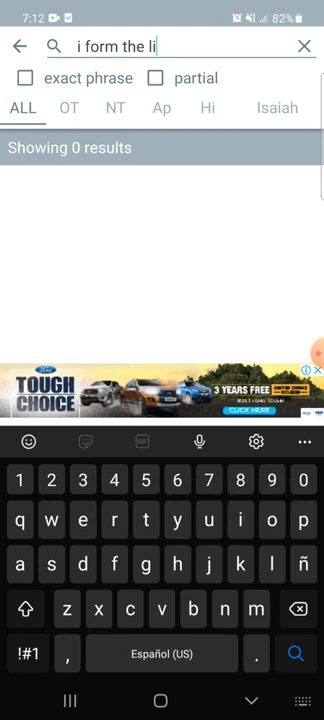 7:12 82%
i form the li
exact phrase partial
ALL OT NT Ap Hi Isaiah
Showing 0 results
Ford
TOUGH
CHOICE
3 YEARS FREE
CLICK HERE
GIF
1 2 3 4 5 6 7 8 9 0
q w e r t y u i o p
a s d f g h j k l ñ
z x c v b n m
!#1 , Español (US) .